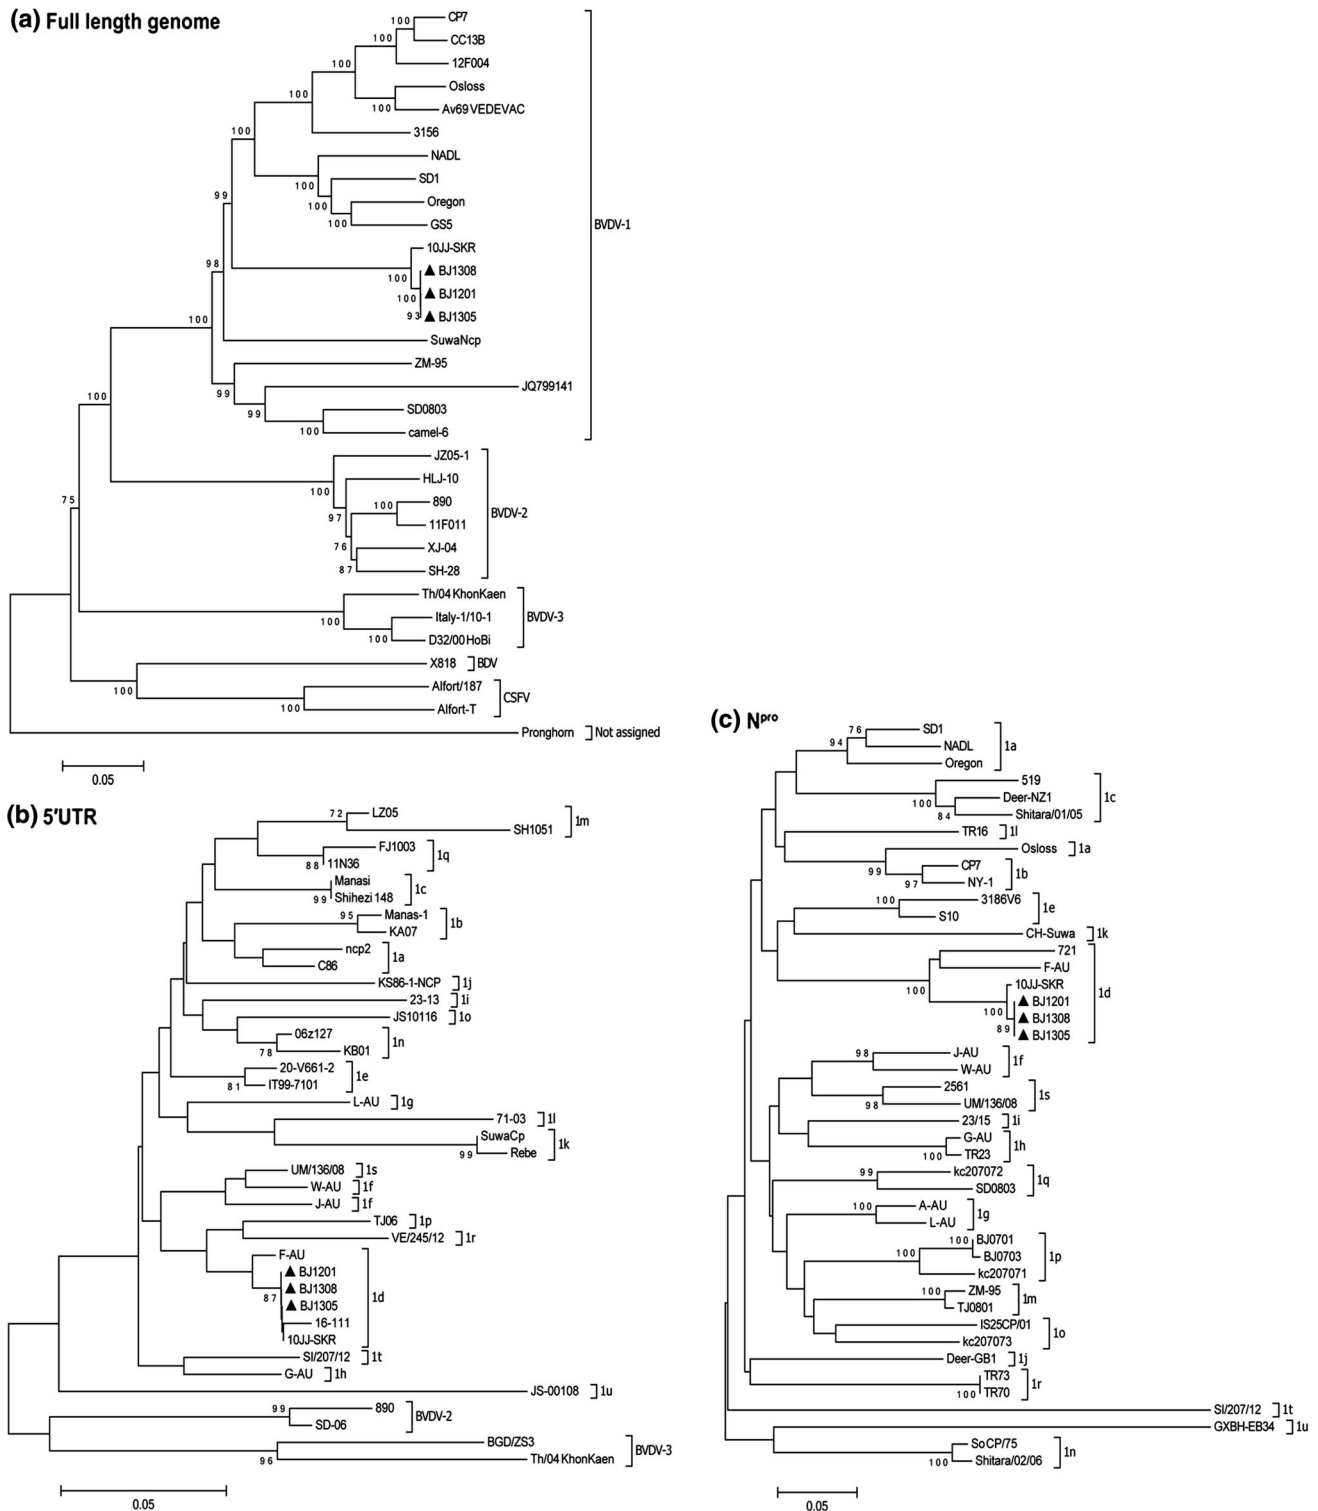 (a) Full length genome
100 CP7
CC13B
100
12F004
100
Osloss
100 Av69 VEDEVAC
100
3156
100
NADL
100 SD1
100 Oregon
100 GS5
99
10JJ-SKR
100 ▲ BJ1308
100 ▲ BJ1201
93 ▲ BJ1305
98
SuwaNcp
100
ZM-95
99
JQ799141
99 SD0803
100 camel-6
BVDV-1
100
JZ05-1
100 HLJ-10
97 100 890
11F011
76 XJ-04
87 SH-28
BVDV-2
75
Th/04 KhonKaen
100 Italy-1/10-1
100 D32/00 HoBi
BVDV-3
X818 BDV
100 Alfort/187
100 Alfort-T
CSFV
Pronghorn Not assigned
0.05
(b) 5'UTR
72 LZ05
SH1051
1m
FJ1003
88 11N36
1q
Manasi
99 Shihezi 148
1c
95 Manas-1
KA07
1b
ncp2
C86
1a
KS86-1-NCP 1j
23-13 1i
JS10116 1o
06z127
78 KB01
1n
20-V661-2
81 IT99-7101
1e
L-AU 1g
71-03 1l
SuwaCp
99 Rebe
1k
UM/136/08 1s
W-AU 1f
J-AU 1f
TJ06 1p
VE/245/12 1r
F-AU
▲ BJ1201
87 ▲ BJ1308
▲ BJ1305
16-111
10JJ-SKR
1d
SI/207/12 1t
G-AU 1h
JS-00108 1u
99 890
SD-06
BVDV-2
BGD/ZS3
96 Th/04 KhonKaen
BVDV-3
0.05
(c) Npro
76 SD1
94 NADL
Oregon
1a
519
100 Deer-NZ1
84 Shitara/01/05
1c
TR16 1l
Osloss 1a
99 CP7
97 NY-1
1b
100 3186V6
S10
1e
CH-Suwa 1k
721
F-AU
100 10JJ-SKR
100 ▲ BJ1201
▲ BJ1308
89 ▲ BJ1305
1d
98 J-AU
W-AU
1f
2561
98 UM/136/08
1s
23/15 1i
G-AU
100 TR23
1h
99 kc207072
SD0803
1q
100 A-AU
L-AU
1g
100 BJ0701
100 BJ0703
kc207071
1p
100 ZM-95
TJ0801
1m
IS25CP/01
kc207073
1o
Deer-GB1 1j
TR73
100 TR70
1r
SI/207/12 1t
GXBH-EB34 1u
SoCP/75
100 Shitara/02/06
1n
0.05